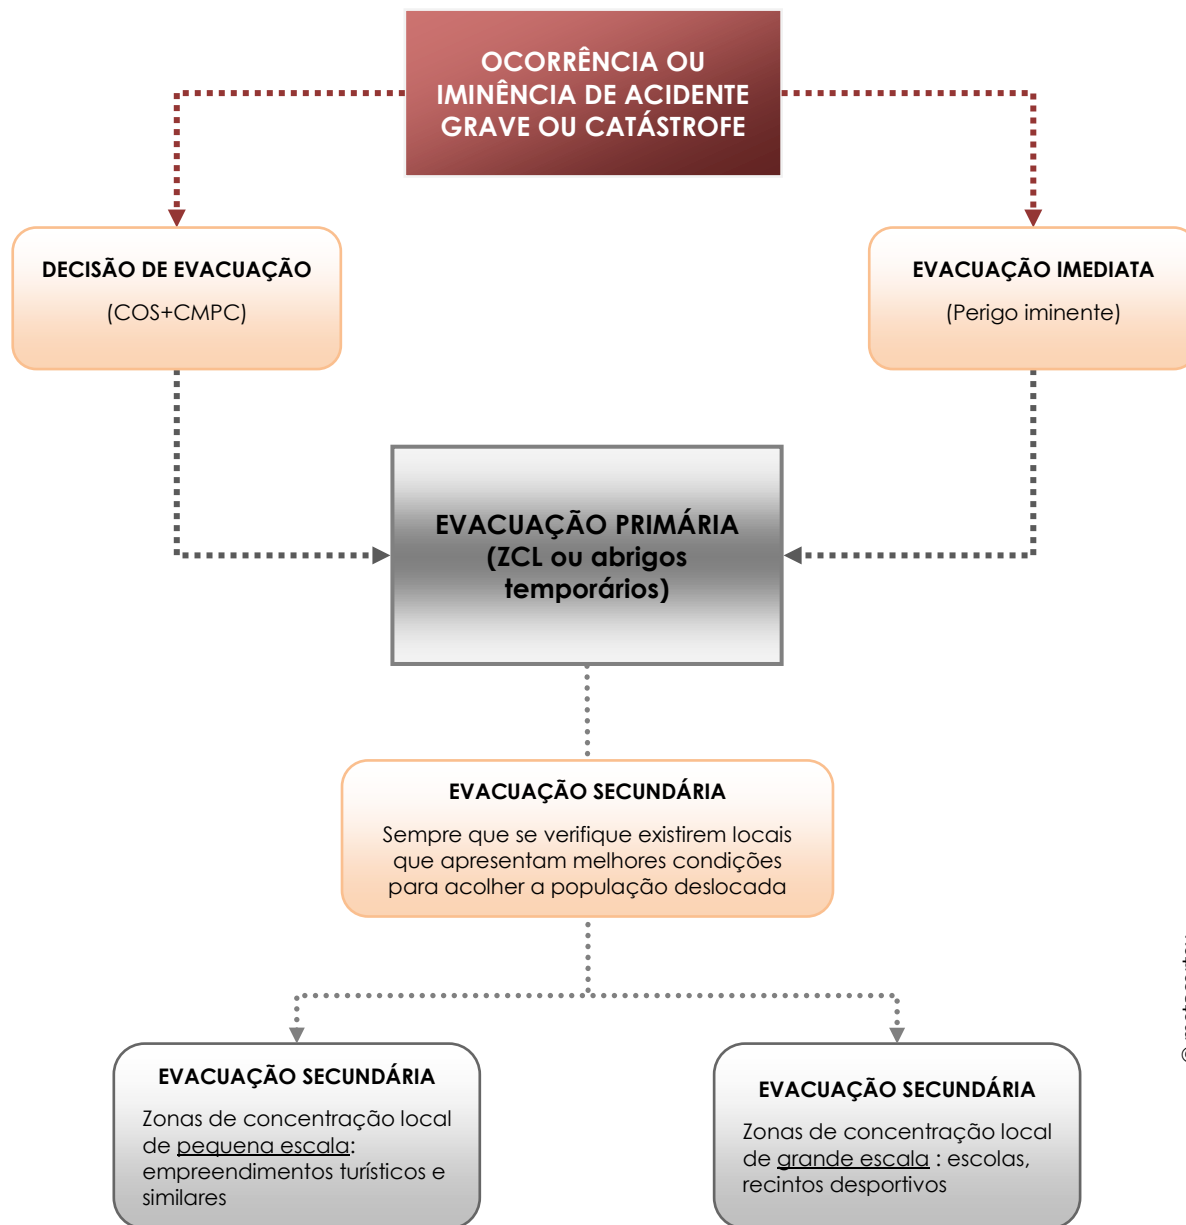 OCORRÊNCIA OU
IMINÊNCIA DE ACIDENTE
GRAVE OU CATÁSTROFE
DECISÃO DE EVACUAÇÃO
(COS+CMPC)
EVACUAÇÃO IMEDIATA
(Perigo iminente)
EVACUAÇÃO PRIMÁRIA
(ZCL ou abrigos
temporários)
EVACUAÇÃO SECUNDÁRIA
Sempre que se verifique existirem locais
que apresentam melhores condições
para acolher a população deslocada
EVACUAÇÃO SECUNDÁRIA
Zonas de concentração local
de pequena escala:
empreendimentos turísticos e
similares
EVACUAÇÃO SECUNDÁRIA
Zonas de concentração local
de grande escala : escolas,
recintos desportivos